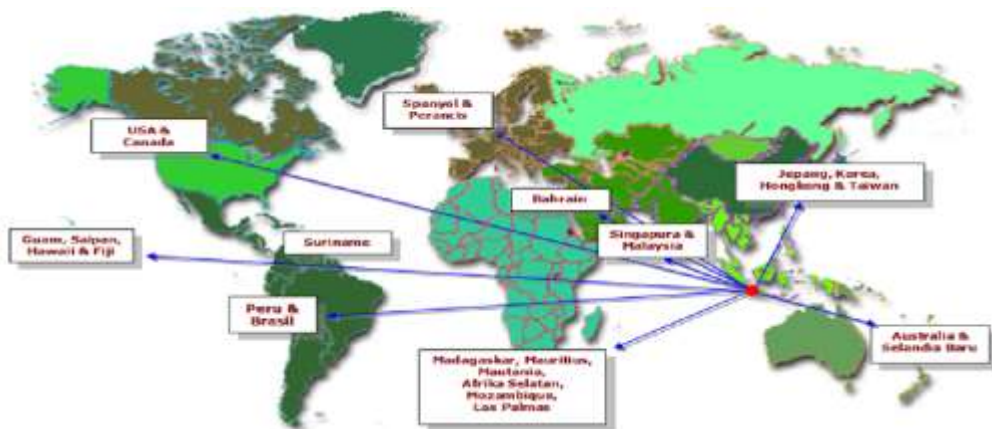 Spanyol &
Perancis
USA &
Canada
Jepang, Korea,
Hongkong & Taiwan
Bahrain
Singapura &
Malaysia
Suriname
Guam, Saipan,
Hawaii & Fiji
Peru &
Brasil
Australia &
Selandia Baru
Madagaskar, Mauritius,
Mautania,
Afrika Selatan,
Mozambique,
Las Palmas